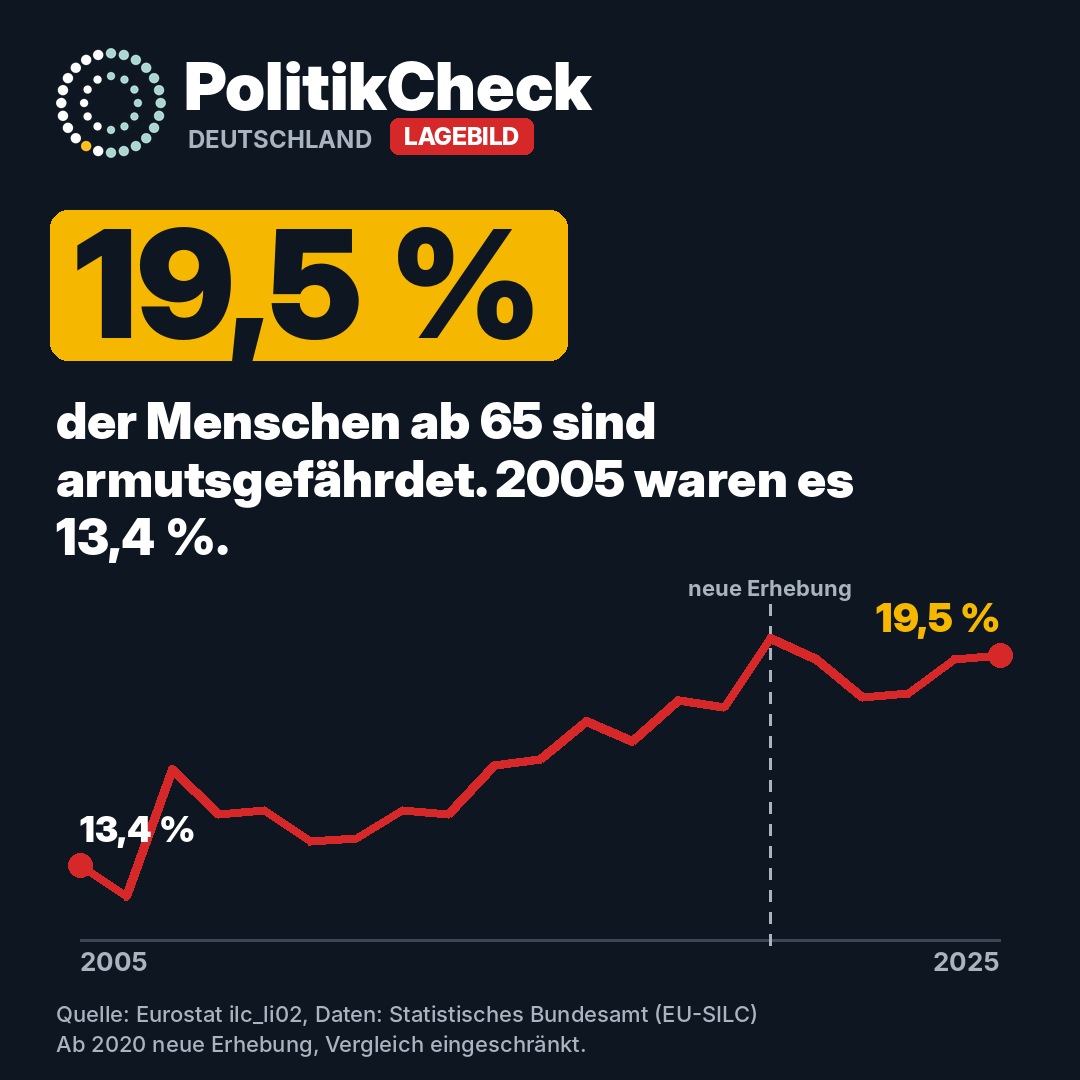 PolitikCheck
DEUTSCHLAND LAGEBILD
19,5 %
der Menschen ab 65 sind
armutsgefährdet. 2005 waren es
13,4 %.
neue Erhebung
19,5 %
13,4 %
2005 2025
Quelle: Eurostat ilc_li02, Daten: Statistisches Bundesamt (EU-SILC)
Ab 2020 neue Erhebung, Vergleich eingeschränkt.